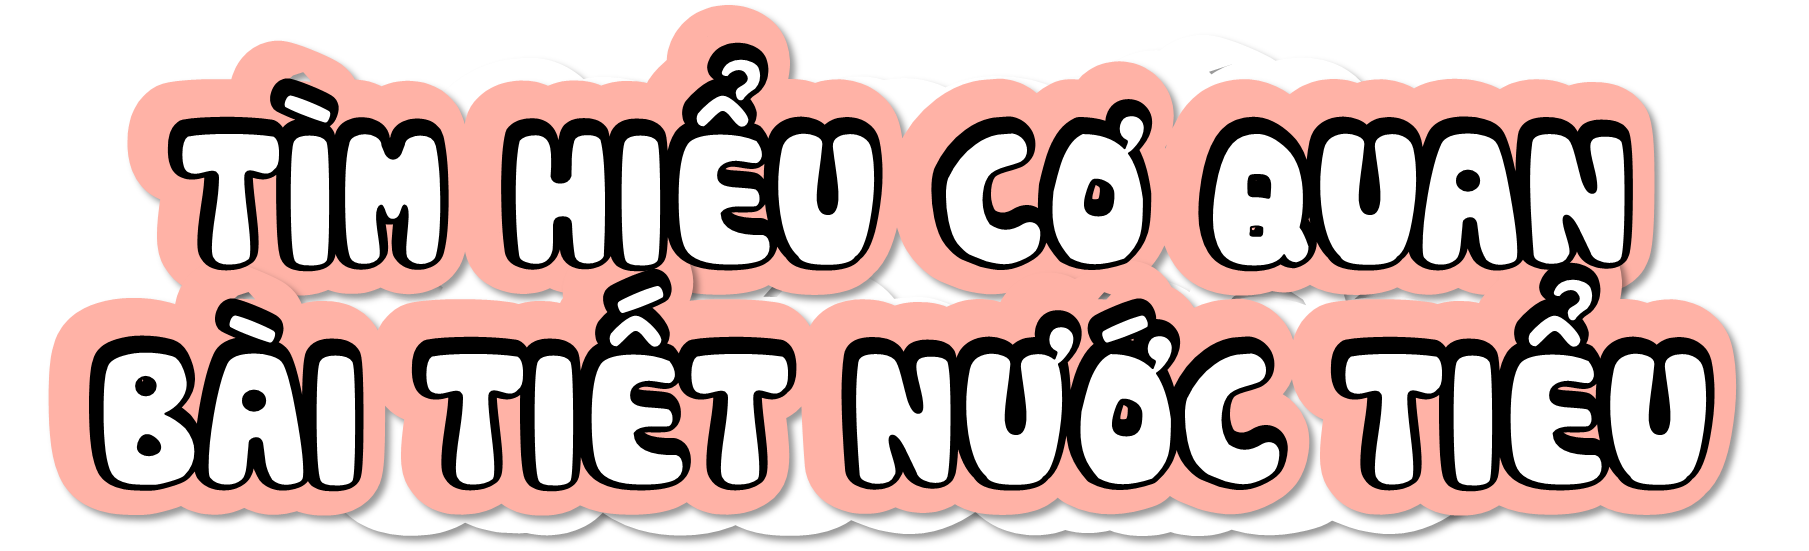 TÌM HIỂU CƠ QUAN
BÀI TIẾT NƯỚC TIỂU